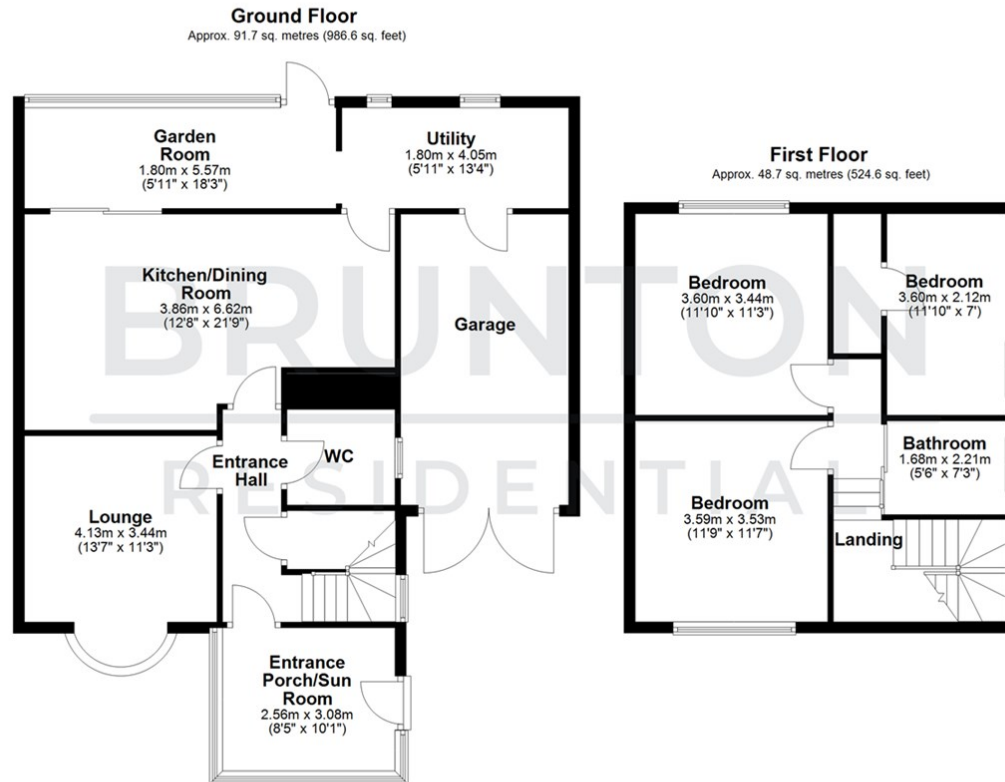 Ground Floor
Approx. 91.7 sq. metres (986.6 sq. feet)
Garden
Room
1.80m x 5.57m
(5'11" x 18'3")
Utility
1.80m x 4.05m
(5'11" x 13'4")
Kitchen/Dining
Room
3.86m x 6.62m
(12'8" x 21'9")
Garage
Entrance
Hall
WC
Lounge
4.13m x 3.44m
(13'7" x 11'3")
Entrance
Porch/Sun
Room
2.56m x 3.08m
(8'5" x 10'1")
First Floor
Approx. 48.7 sq. metres (524.6 sq. feet)
Bedroom
3.60m x 3.44m
(11'10" x 11'3")
Bedroom
3.60m x 2.12m
(11'10" x 7')
Bathroom
1.68m x 2.21m
(5'6" x 7'3")
Bedroom
3.59m x 3.53m
(11'9" x 11'7")
Landing
BRUNTON
RESIDENTIAL